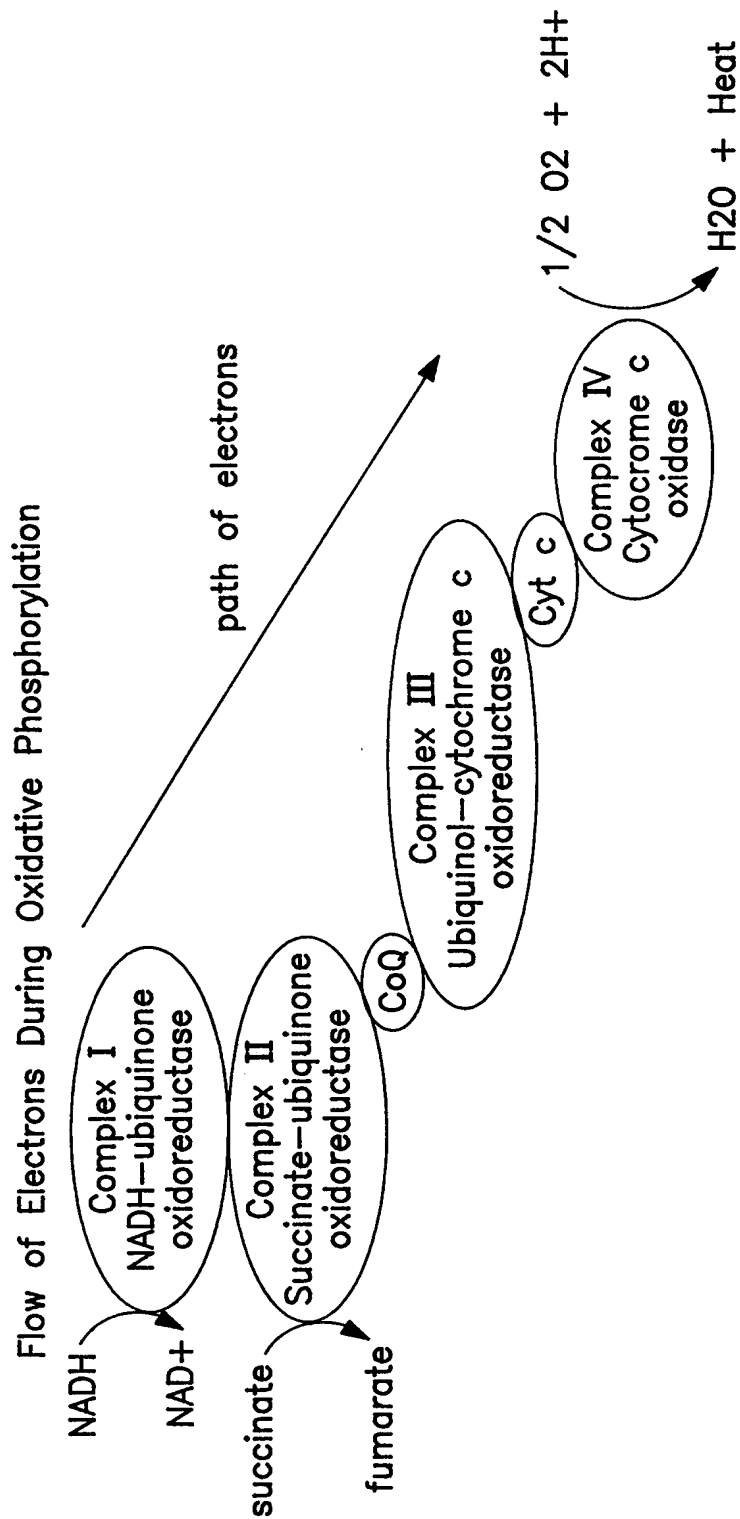 Flow of Electrons During Oxidative Phosphorylation
NADH
NAD+
Complex I
NADH-ubiquinone
oxidoreductase
succinate
fumarate
Complex II
Succinate-ubiquinone
oxidoreductase
CoQ
path of electrons
Complex III
Ubiquinol-cytochrome c
oxidoreductase
Cyt c
Complex IV
Cytocrome c
oxidase
1/2 O2 + 2H+
H2O + Heat